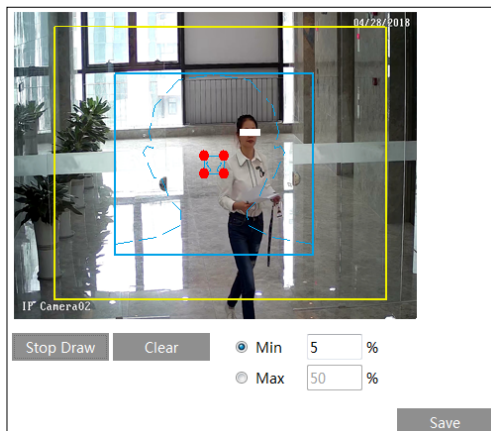 04/28/2018
IP Camera02
Stop Draw
Clear
Min 5 %
Max 50 %
Save